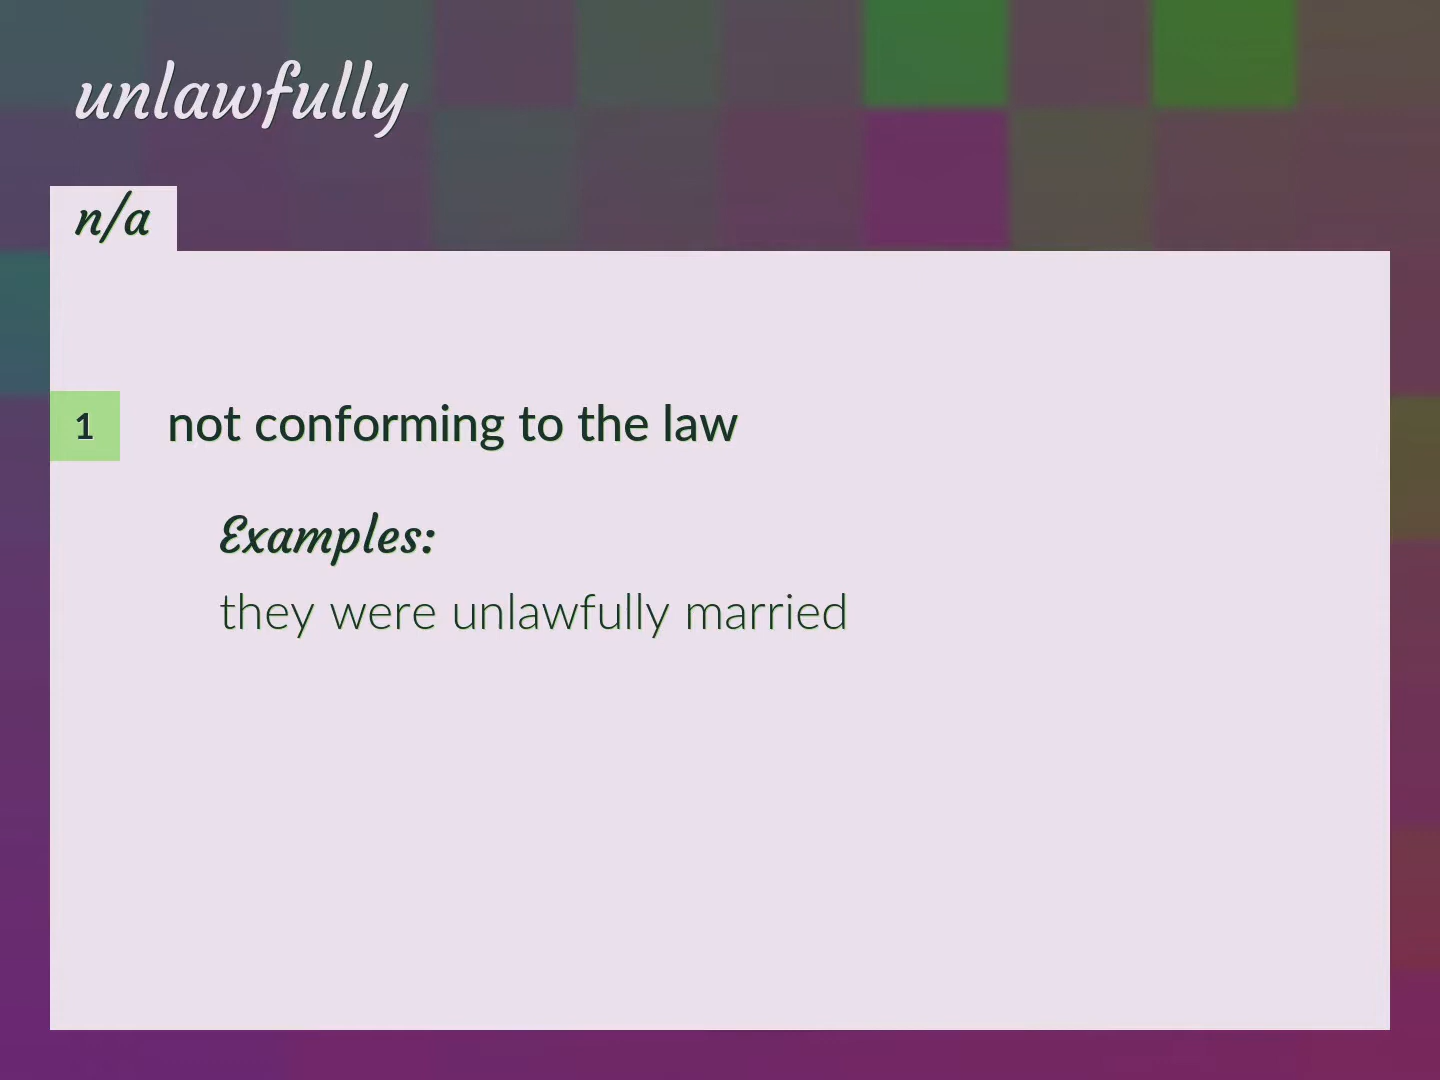 unlawfully
n/a
1 not conforming to the law
Examples:
they were unlawfully married